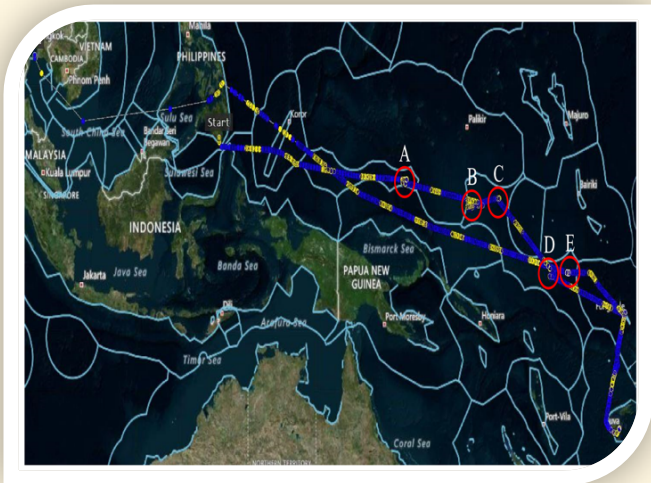 Manila
VIETNAM
CAMBODIA
Phnom Penh
PHILIPPINES
Start
Sulu Sea
South China Sea
Koror
Palikir
Majuro
Bandar Seri
Begawan
MALAYSIA
Kuala Lumpur
SINGAPORE
Sulawesi Sea
A
B
C
Bairiki
INDONESIA
D
E
Bismarck Sea
Banda Sea
Java Sea
Jakarta
PAPUA NEW
GUINEA
Dili
Arafura Sea
Port Moresby
Honiara
Timor Sea
Port-Vila
Coral Sea
NORTHERN TERRITORY